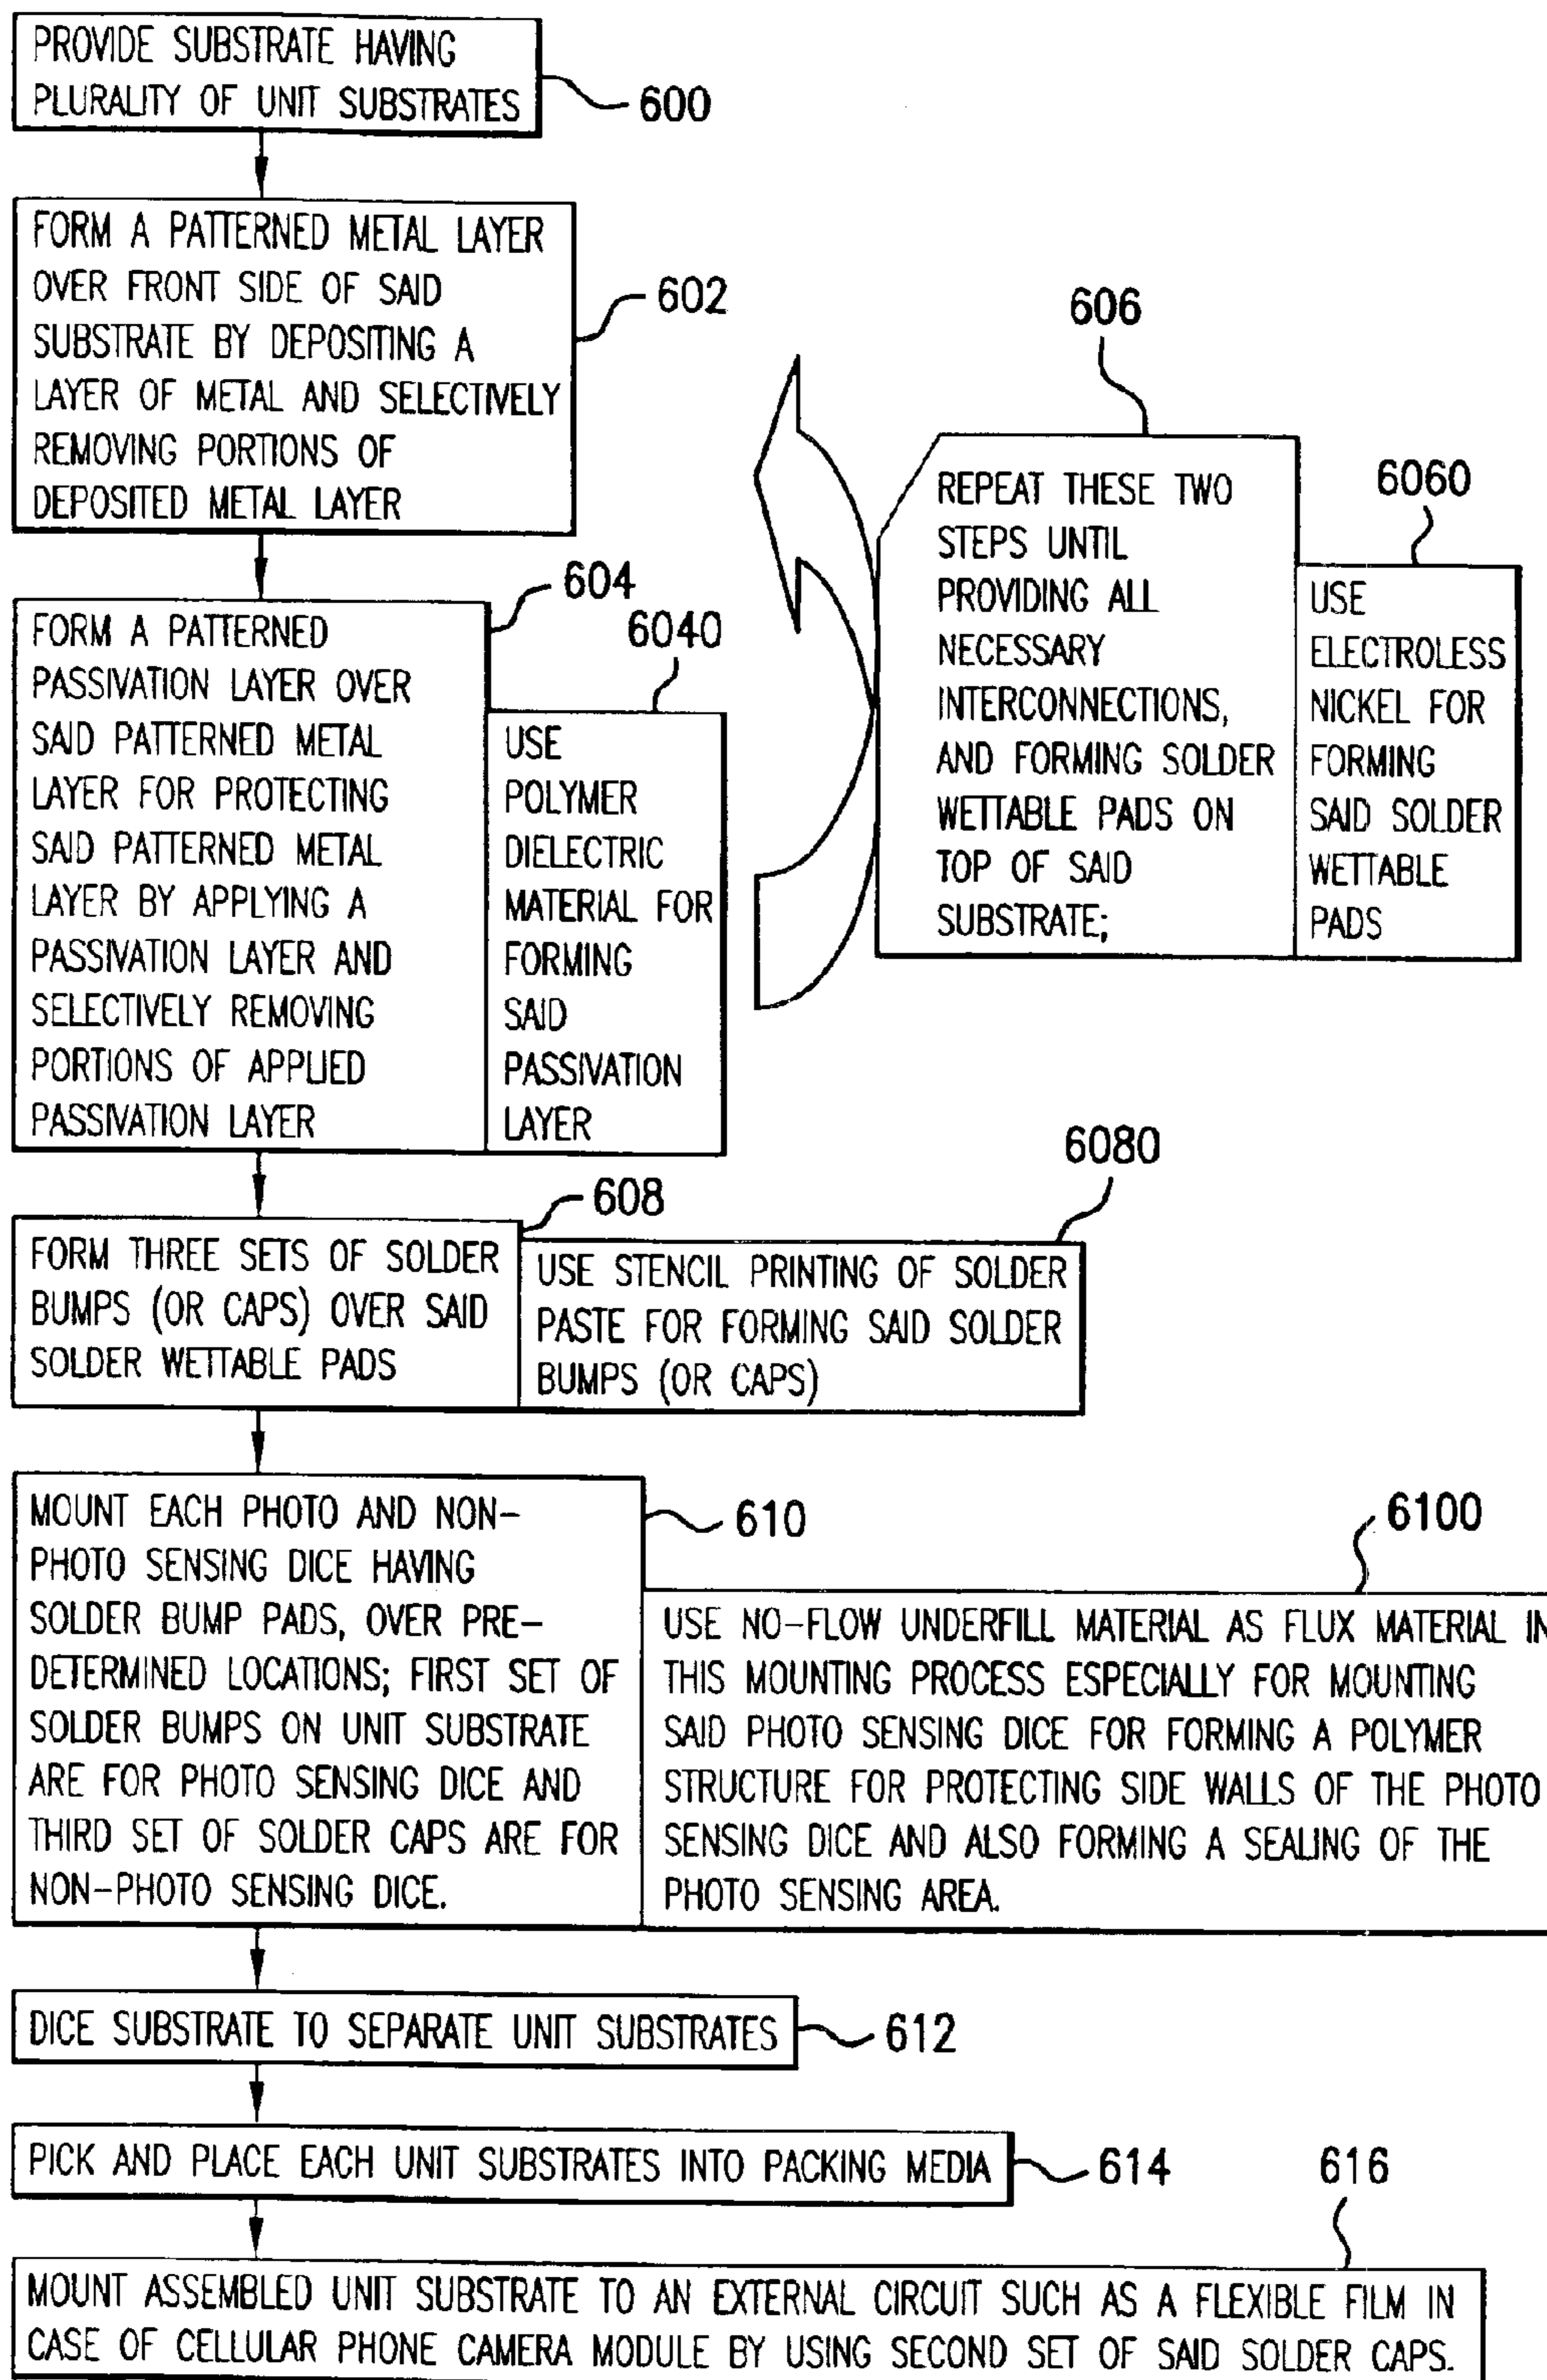 PROVIDE SUBSTRATE HAVING
PLURALITY OF UNIT SUBSTRATES
600
FORM A PATTERNED METAL LAYER
OVER FRONT SIDE OF SAID
SUBSTRATE BY DEPOSITING A
LAYER OF METAL AND SELECTIVELY
REMOVING PORTIONS OF
DEPOSITED METAL LAYER
602
604
FORM A PATTERNED
PASSIVATION LAYER OVER
SAID PATTERNED METAL
LAYER FOR PROTECTING
SAID PATTERNED METAL
LAYER BY APPLYING A
PASSIVATION LAYER AND
SELECTIVELY REMOVING
PORTIONS OF APPLIED
PASSIVATION LAYER
6040
USE
POLYMER
DIELECTRIC
MATERIAL FOR
FORMING
SAID
PASSIVATION
LAYER
606
REPEAT THESE TWO
STEPS UNTIL
PROVIDING ALL
NECESSARY
INTERCONNECTIONS,
AND FORMING SOLDER
WETTABLE PADS ON
TOP OF SAID
SUBSTRATE;
6060
USE
ELECTROLESS
NICKEL FOR
FORMING
SAID SOLDER
WETTABLE
PADS
608
FORM THREE SETS OF SOLDER
BUMPS (OR CAPS) OVER SAID
SOLDER WETTABLE PADS
6080
USE STENCIL PRINTING OF SOLDER
PASTE FOR FORMING SAID SOLDER
BUMPS (OR CAPS)
MOUNT EACH PHOTO AND NON-
PHOTO SENSING DICE HAVING
SOLDER BUMP PADS, OVER PRE-
DETERMINED LOCATIONS; FIRST SET OF
SOLDER BUMPS ON UNIT SUBSTRATE
ARE FOR PHOTO SENSING DICE AND
THIRD SET OF SOLDER CAPS ARE FOR
NON-PHOTO SENSING DICE.
610
6100
USE NO-FLOW UNDERFILL MATERIAL AS FLUX MATERIAL IN
THIS MOUNTING PROCESS ESPECIALLY FOR MOUNTING
SAID PHOTO SENSING DICE FOR FORMING A POLYMER
STRUCTURE FOR PROTECTING SIDE WALLS OF THE PHOTO
SENSING DICE AND ALSO FORMING A SEALING OF THE
PHOTO SENSING AREA.
DICE SUBSTRATE TO SEPARATE UNIT SUBSTRATES
612
PICK AND PLACE EACH UNIT SUBSTRATES INTO PACKING MEDIA
614
616
MOUNT ASSEMBLED UNIT SUBSTRATE TO AN EXTERNAL CIRCUIT SUCH AS A FLEXIBLE FILM IN
CASE OF CELLULAR PHONE CAMERA MODULE BY USING SECOND SET OF SAID SOLDER CAPS.